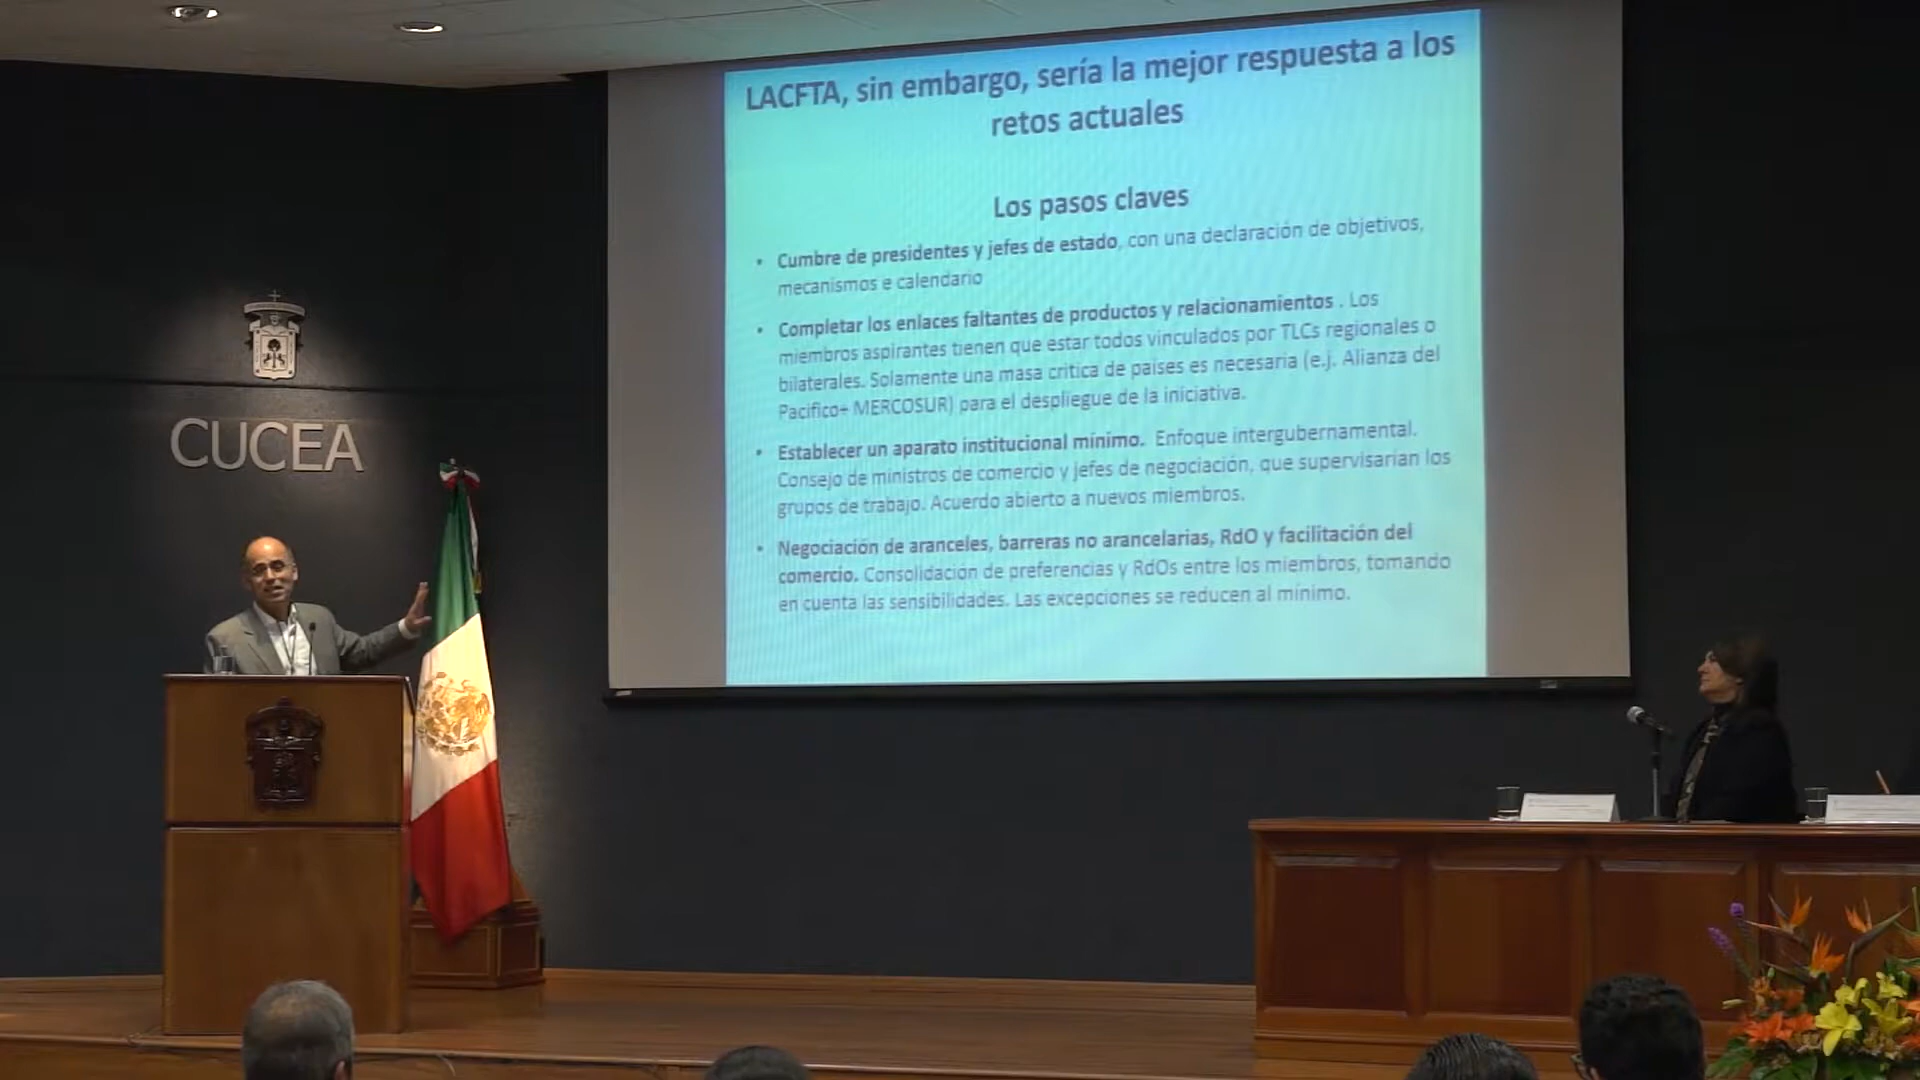 LACFTA, sin embargo, sería la mejor respuesta a los
retos actuales
Los pasos claves
• Cumbre de presidentes y jefes de estado, con una declaración de objetivos,
mecanismos e calendario
• Completar los enlaces faltantes de productos y relacionamientos . Los
miembros aspirantes tienen que estar todos vinculados por TLCs regionales o
bilaterales. Solamente una masa critica de países es necesaria (e.j. Alianza del
Pacifico+ MERCOSUR) para el despliegue de la iniciativa.
• Establecer un aparato institucional mínimo. Enfoque intergubernamental.
Consejo de ministros de comercio y jefes de negociación, que supervisarían los
grupos de trabajo. Acuerdo abierto a nuevos miembros.
• Negociación de aranceles, barreras no arancelarias, RdO y facilitación del
comercio. Consolidación de preferencias y RdOs entre los miembros, tomando
en cuenta las sensibilidades. Las excepciones se reducen al mínimo.
CUCEA